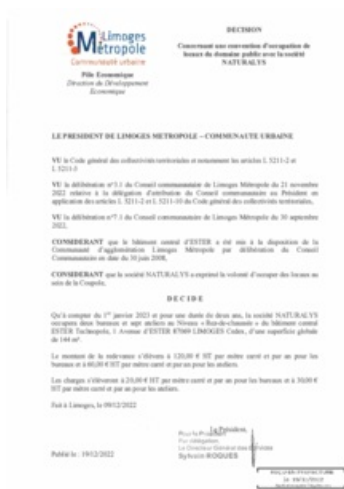 Limoges
Métropole
Communauté urbaine
Pôle Economique
Direction du Développement
Economique
DECISION
Concernant une convention d'occupation de
locaux du domaine public avec la société
NATURALYS
LE PRESIDENT DE LIMOGES METROPOLE – COMMUNAUTE URBAINE
VU le Code général des collectivités territoriales et notamment les articles L 5211-2 et
L 5211-3
VU la délibération n°3.1 du Conseil communautaire de Limoges Métropole du 21 novembre
2022 relative à la délégation d'attribution du Conseil communautaire au Président en
application des articles L 5211-2 et L 5211-10 du Code général des collectivités territoriales,
VU la délibération n°7.1 du Conseil communautaire de Limoges Métropole du 30 septembre
2022,
CONSIDERANT que le bâtiment central d'ESTER a été mis à la disposition de la
Communauté d'agglomération Limoges Métropole par délibération du Conseil
Communautaire en date du 30 juin 2008,
CONSIDERANT que la société NATURALYS a exprimé la volonté d'occuper des locaux au
sein de la Coupole,
DECIDE
Qu'à compter du 1er janvier 2023 et pour une durée de deux ans, la société NATURALYS
occupera deux bureaux et sept ateliers au Niveau « Rez-de-chaussée » du bâtiment central
ESTER Technopole, 1 Avenue d'ESTER 87069 LIMOGES Cedex, d'une superficie globale
de 144 m².
Le montant de la redevance s'élèvera à 120,00 € HT par mètre carré et par an pour les
bureaux et à 60,00 € HT par mètre carré et par an pour les ateliers.
Les charges s'élèveront à 20,00 € HT par mètre carré et par an pour les bureaux et à 30,00 €
HT par mètre carré et par an pour les ateliers.
Fait à Limoges, le 09/12/2022
Le Président,
Pour le Président
Par délégation,
Le Directeur Général des
Sylvain ROQUES
Publié le : 19/12/2022